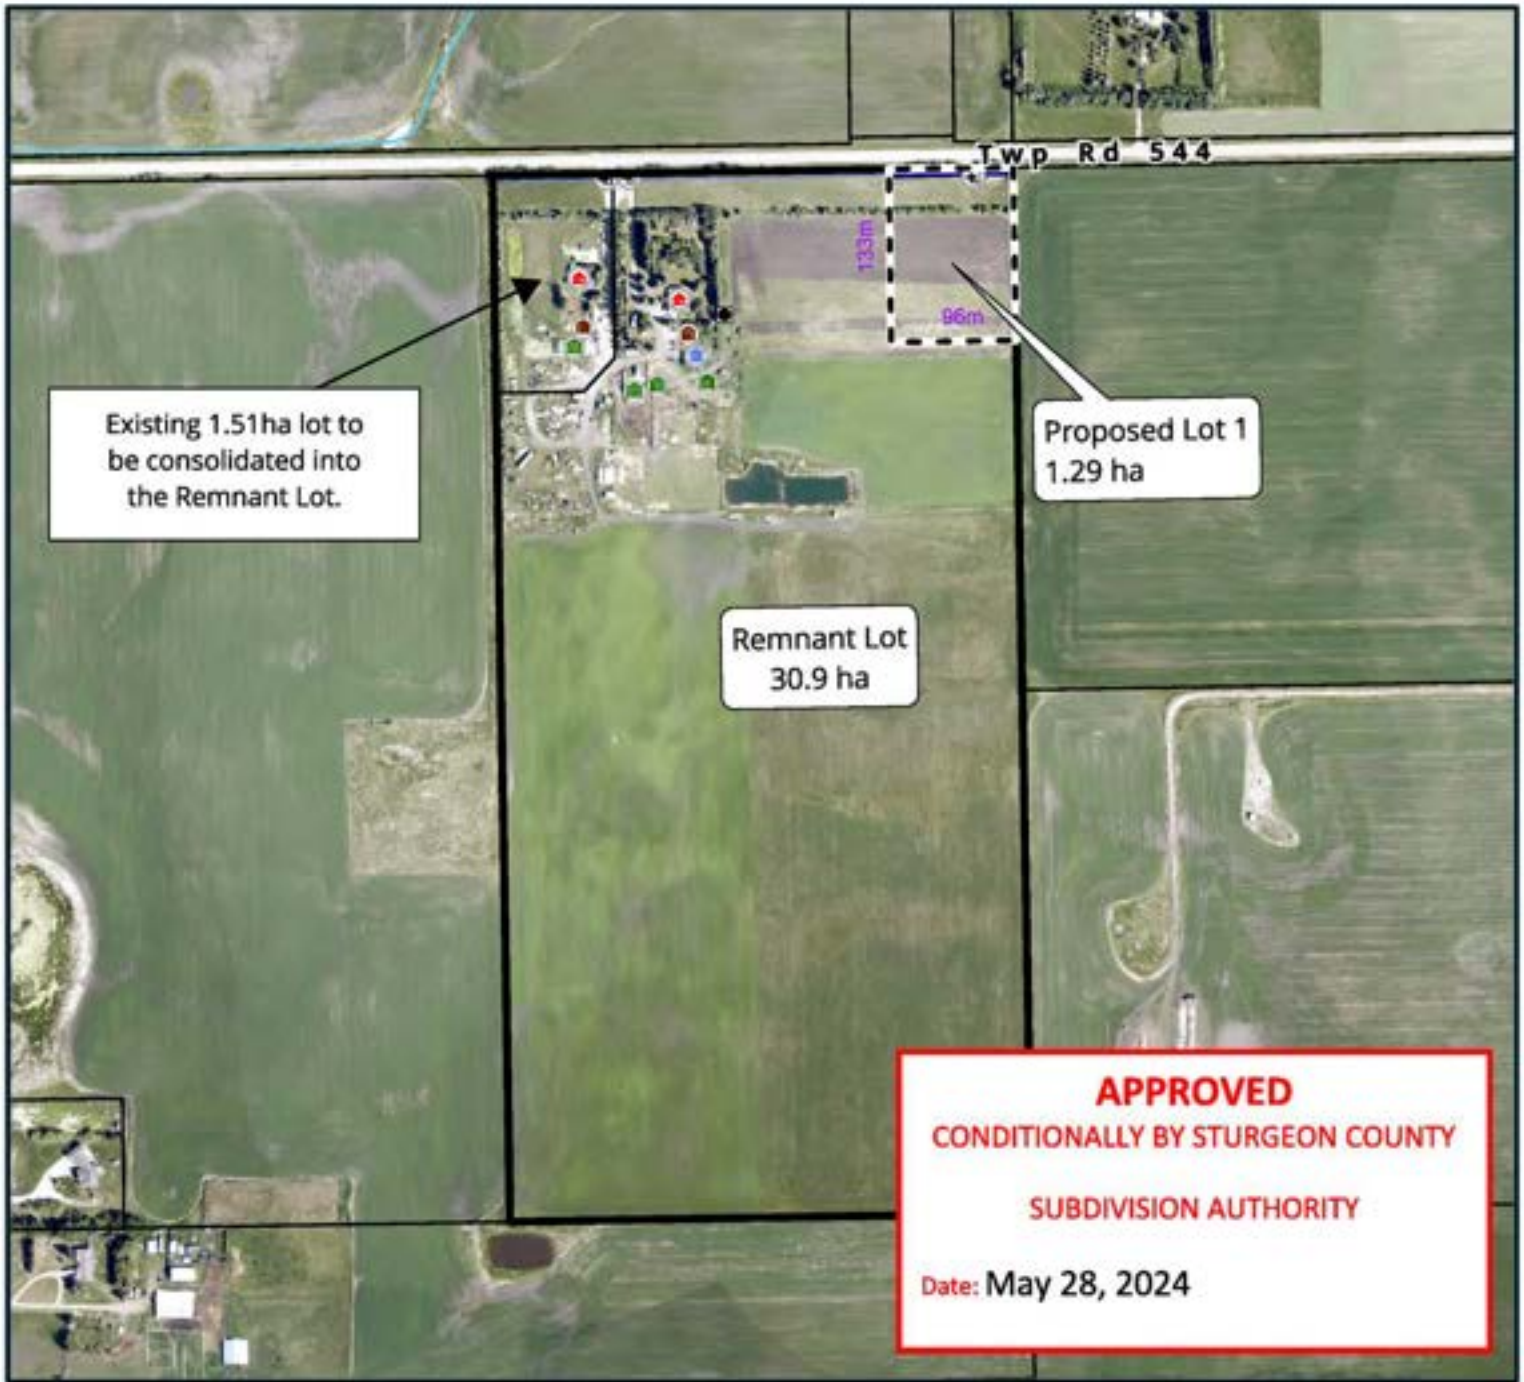 Twp Rd 544
133m
96m
Existing 1.51ha lot to
be consolidated into
the Remnant Lot.
Proposed Lot 1
1.29 ha
Remnant Lot
30.9 ha
APPROVED
CONDITIONALLY BY STURGEON COUNTY
SUBDIVISION AUTHORITY
Date: May 28, 2024